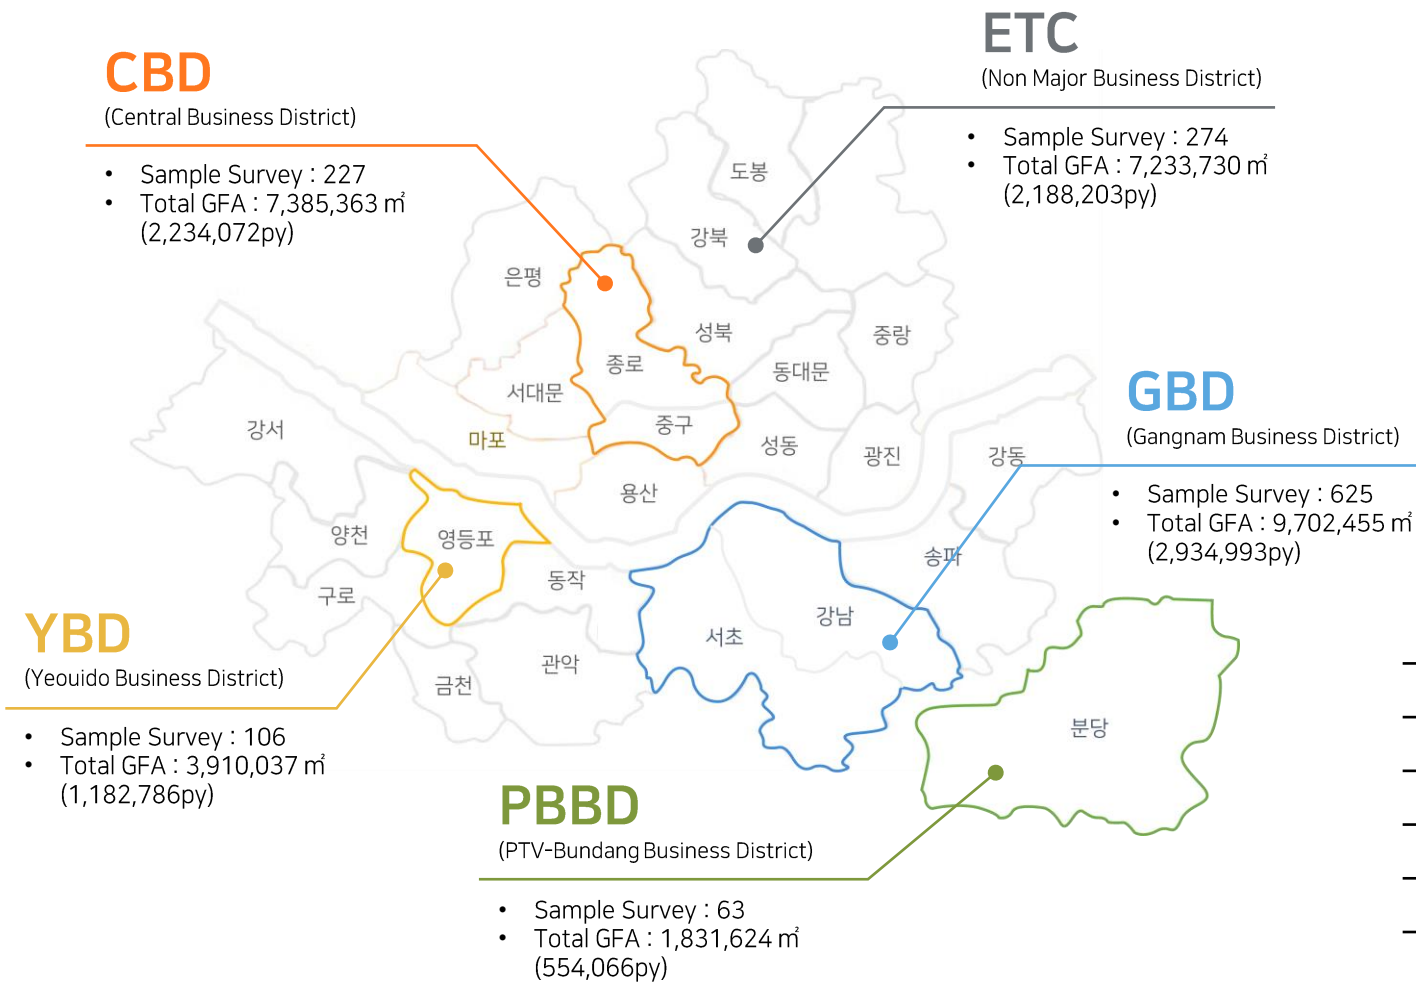 ETC
(Non Major Business District)
• Sample Survey : 274
• Total GFA : 7,233,730 ㎡
(2,188,203py)
CBD
(Central Business District)
• Sample Survey : 227
• Total GFA : 7,385,363 ㎡
(2,234,072py)
도봉
강북
은평
성북
중랑
종로
동대문
서대문
중구
강서
마포
성동
광진
강동
용산
GBD
(Gangnam Business District)
• Sample Survey : 625
• Total GFA : 9,702,455 ㎡
(2,934,993py)
양천
영등포
동작
송파
구로
강남
서초
관악
금천
분당
YBD
(Yeouido Business District)
• Sample Survey : 106
• Total GFA : 3,910,037 ㎡
(1,182,786py)
PBBD
(PTV-Bundang Business District)
• Sample Survey : 63
• Total GFA : 1,831,624 ㎡
(554,066py)